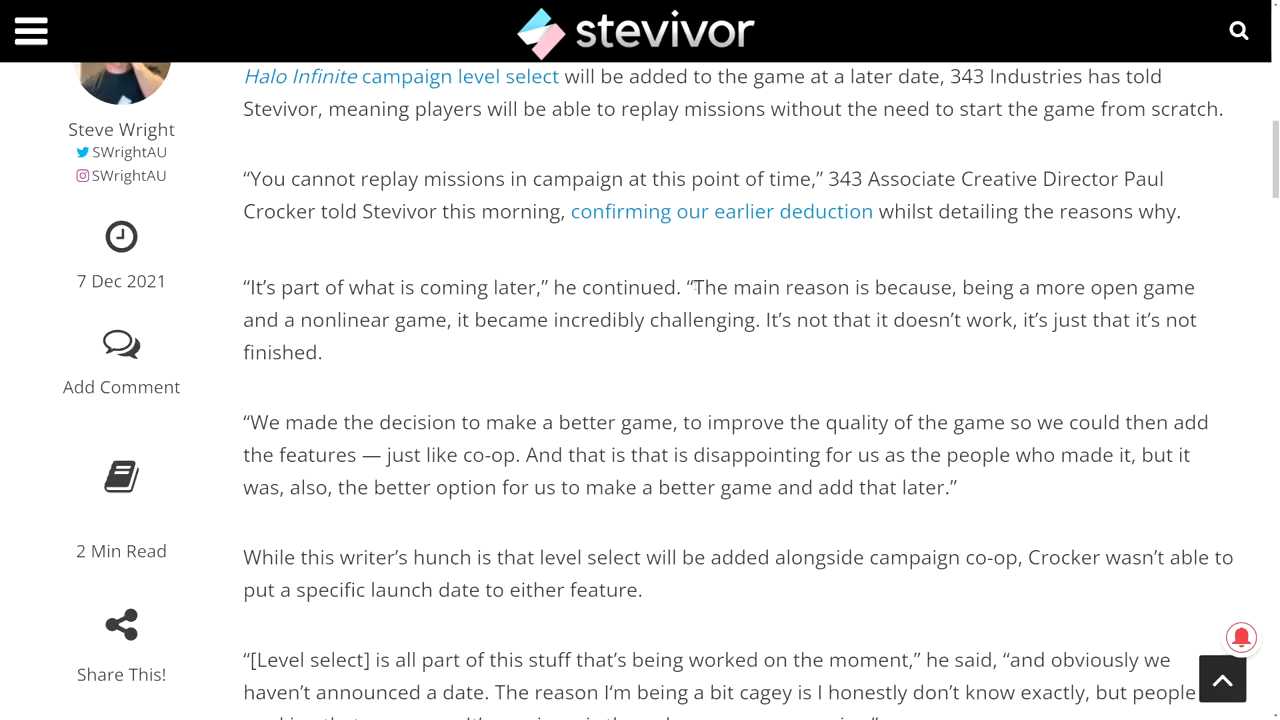 stevivor
Halo Infinite campaign level select will be added to the game at a later date, 343 Industries has told
Stevivor, meaning players will be able to replay missions without the need to start the game from scratch.
Steve Wright
SWrightAU
SWrightAU
“You cannot replay missions in campaign at this point of time,” 343 Associate Creative Director Paul
Crocker told Stevivor this morning, confirming our earlier deduction whilst detailing the reasons why.
7 Dec 2021
“It’s part of what is coming later,” he continued. “The main reason is because, being a more open game
and a nonlinear game, it became incredibly challenging. It’s not that it doesn’t work, it’s just that it’s not
finished.
Add Comment
“We made the decision to make a better game, to improve the quality of the game so we could then add
the features — just like co-op. And that is that is disappointing for us as the people who made it, but it
was, also, the better option for us to make a better game and add that later.”
2 Min Read
While this writer’s hunch is that level select will be added alongside campaign co-op, Crocker wasn’t able to
put a specific launch date to either feature.
Share This!
“[Level select] is all part of this stuff that’s being worked on the moment,” he said, “and obviously we
haven’t announced a date. The reason I’m being a bit cagey is I honestly don’t know exactly, but people